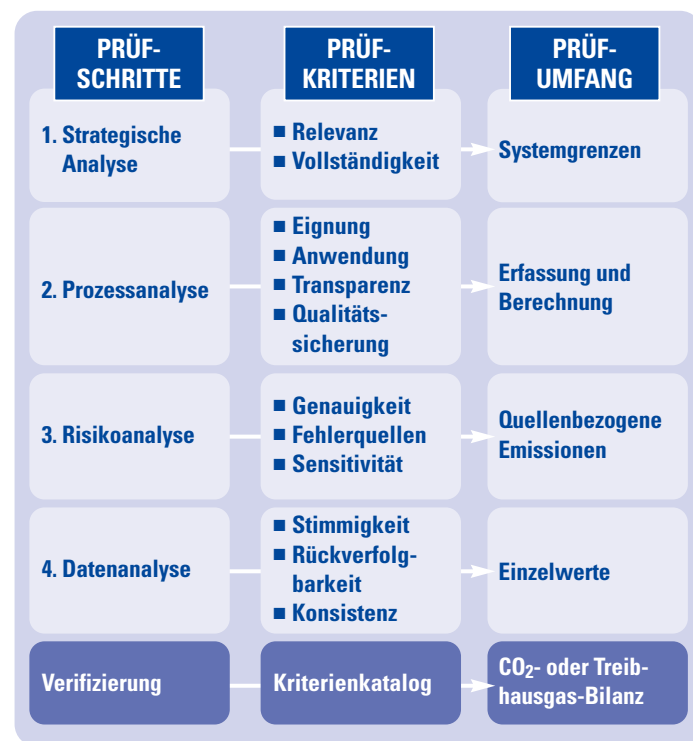 PRÜF-
SCHRITTE
PRÜF-
KRITERIEN
PRÜF-
UMFANG
1. Strategische
Analyse
■ Relevanz
■ Vollständigkeit
Systemgrenzen
2. Prozessanalyse
■ Eignung
■ Anwendung
■ Transparenz
■ Qualitäts-
sicherung
Erfassung und
Berechnung
3. Risikoanalyse
■ Genauigkeit
■ Fehlerquellen
■ Sensitivität
Quellenbezogene
Emissionen
4. Datenanalyse
■ Stimmigkeit
■ Rückverfolg-
barkeit
■ Konsistenz
Einzelwerte
Verifizierung
Kriterienkatalog
CO2- oder Treib-
hausgas-Bilanz